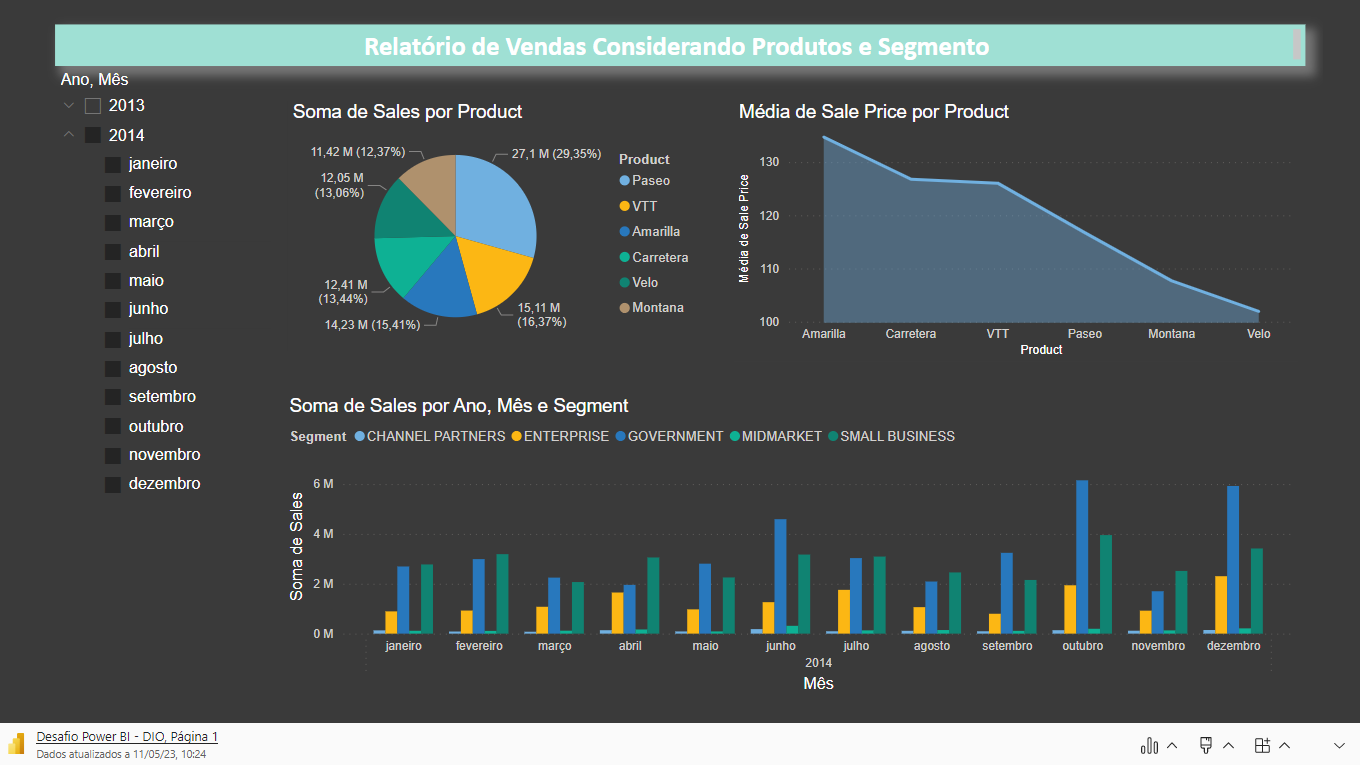 Relatório de Vendas Considerando Produtos e Segmento
Ano, Mês
2013
2014
janeiro
fevereiro
março
abril
maio
junho
julho
agosto
setembro
outubro
novembro
dezembro
Soma de Sales por Product
11,42 M (12,37%)
27,1 M (29,35%)
12,05 M
(13,06%)
12,41 M
(13,44%)
14,23 M (15,41%)
15,11 M
(16,37%)
Product
Paseo
VTT
Amarilla
Carretera
Velo
Montana
Média de Sale Price por Product
Média de Sale Price
130
120
110
100
Amarilla Carretera VTT Paseo Montana Velo
Product
Soma de Sales por Ano, Mês e Segment
Segment CHANNEL PARTNERS ENTERPRISE GOVERNMENT MIDMARKET SMALL BUSINESS
Soma de Sales
6 M
4 M
2 M
0 M
janeiro fevereiro março abril maio junho julho agosto setembro outubro novembro dezembro
2014
Mês
Desafio Power BI - DIO, Página 1
Dados atualizados a 11/05/23, 10:24